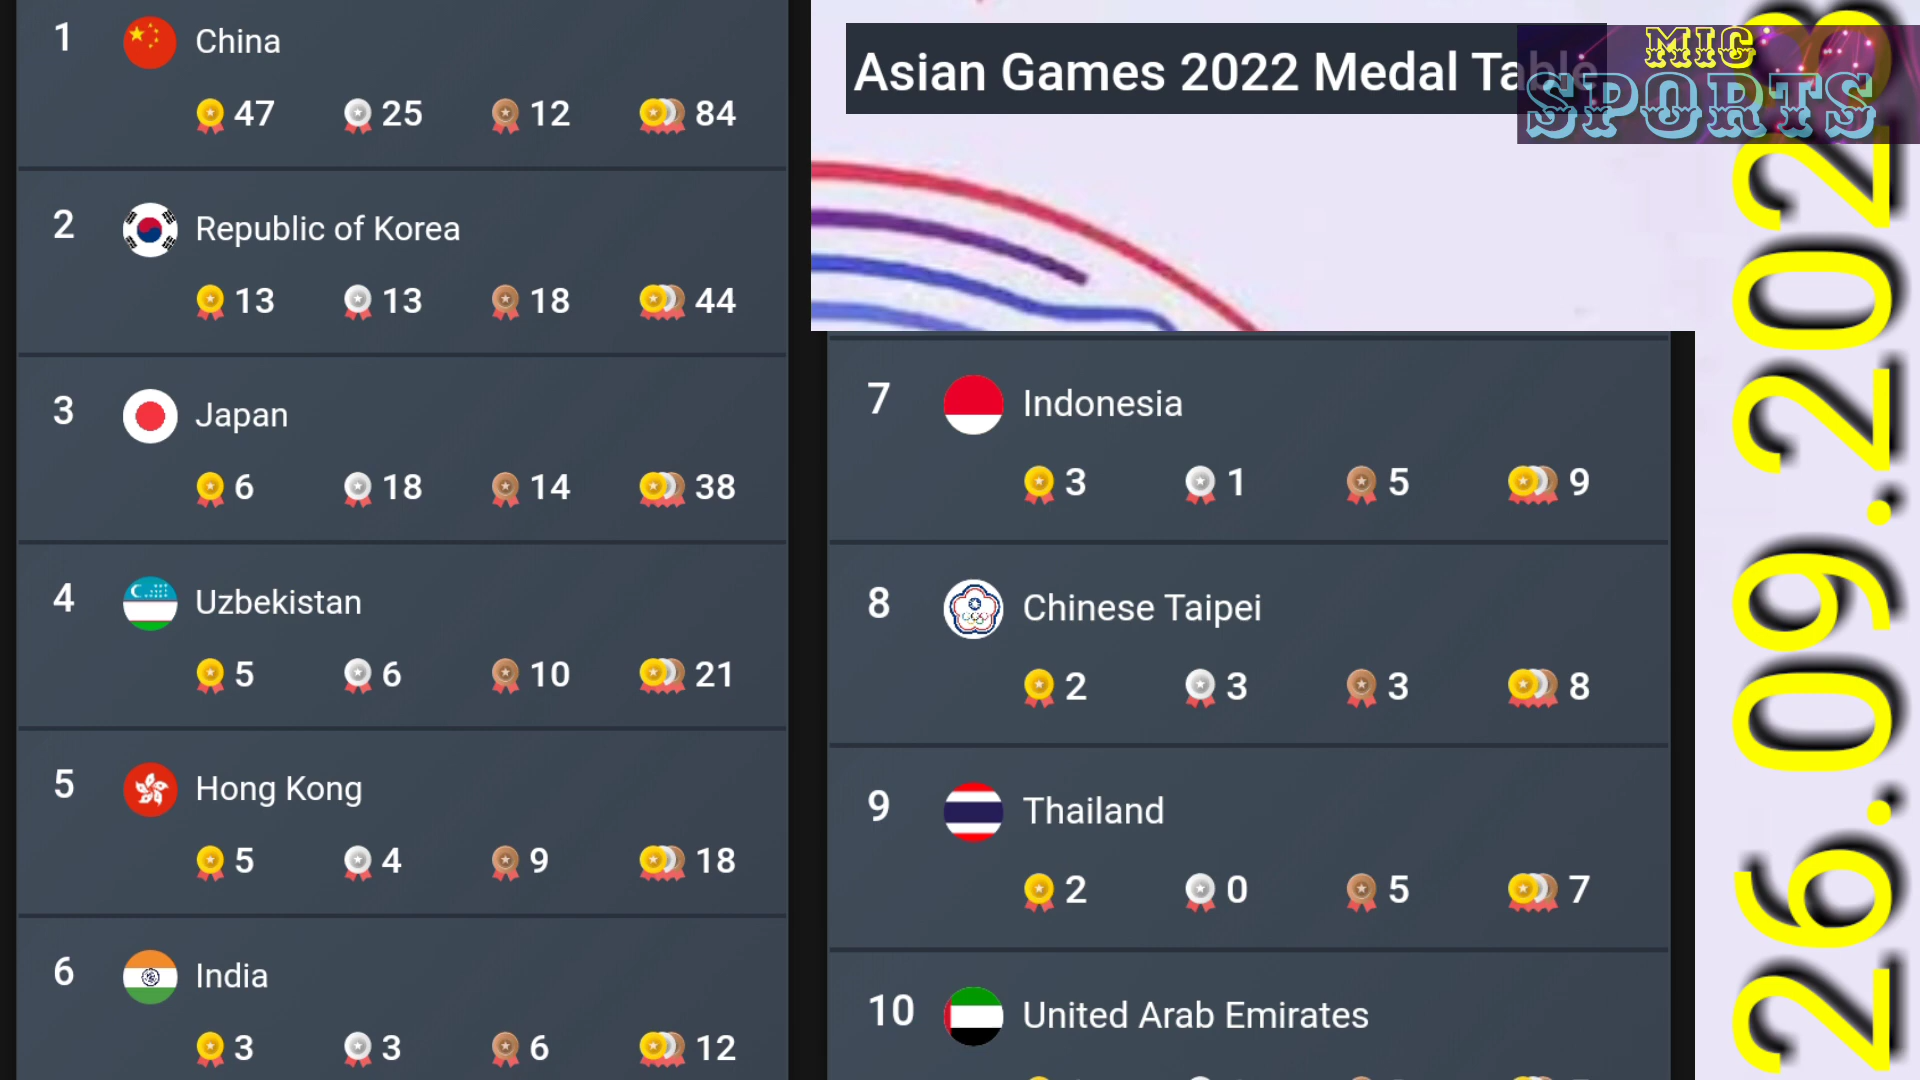 1 China
47 25 12 84
2 Republic of Korea
13 13 18 44
3 Japan
6 18 14 38
4 Uzbekistan
5 6 10 21
5 Hong Kong
5 4 9 18
6 India
3 3 6 12
Asian Games 2022 Medal Table
MIG
SPORTS
7 Indonesia
3 1 5 9
8 Chinese Taipei
2 3 3 8
9 Thailand
2 0 5 7
10 United Arab Emirates
26.09.2023